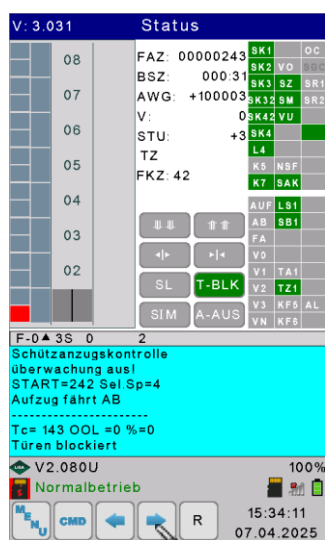 V: 3.031 Status
08
07
06
05
04
03
02
FAZ: 00000243
BSZ: 000:31
AWG: +100003
V: 0
STU: +3
TZ
FKZ: 42
SL T-BLK
SIM A-AUS
SK1 OC
SK2 VO SGC
SK3 SZ SR1
SK32 SM SR2
SK42 VU
SK4
L4
K5 NSF
K7 SAK
AUF LS1
AB SB1
FA
V0
V1 TA1
V2 TZ1
V3 KF5 AL
VN KF6
F-0▲ 3S 0 2
Schützanzugskontrolle
überwachung aus!
START=242 Sel.Sp=4
Aufzug fährt AB
----------------------
Tc= 143 OOL =0 %=0
Türen blockiert
LiSA V2.080U 100%
Normalbetrieb
MENU CMD R 15:34:11
07.04.2025